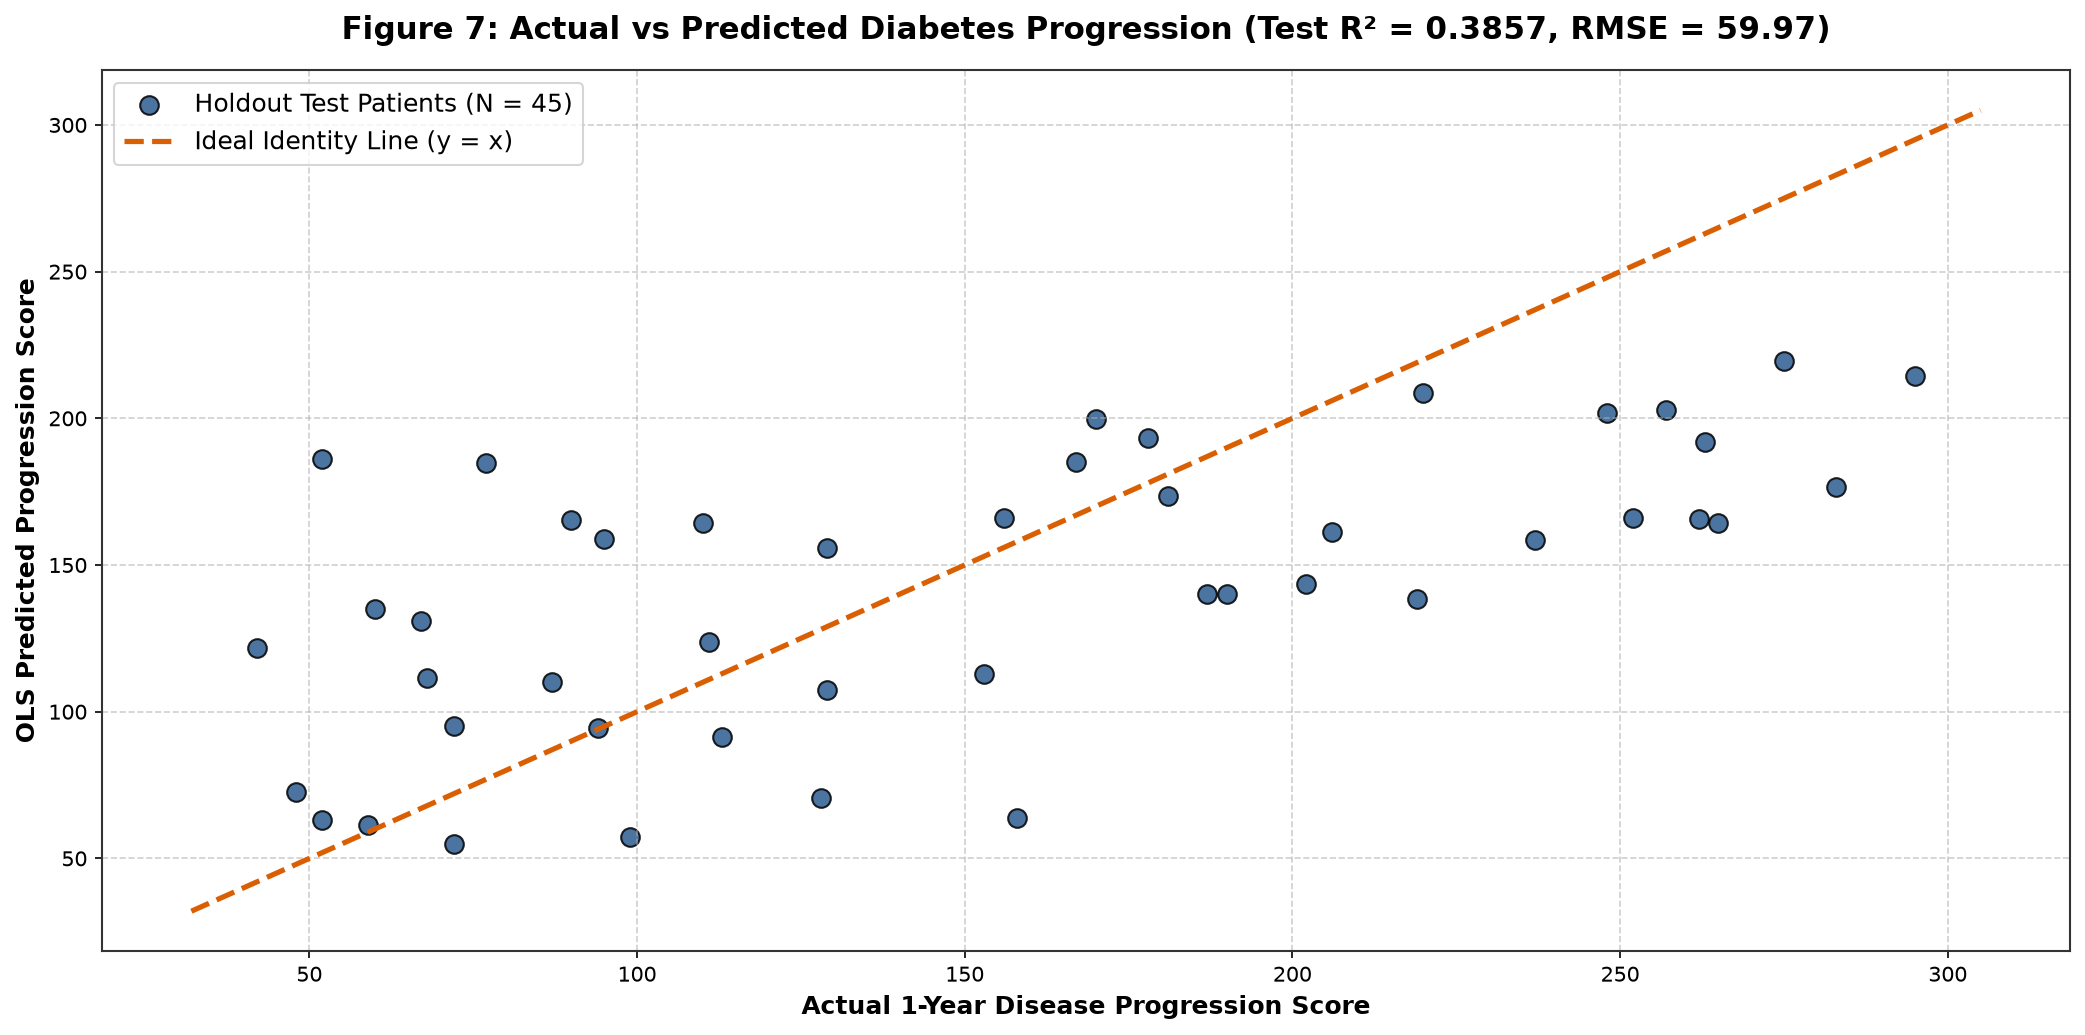 Figure 7: Actual vs Predicted Diabetes Progression (Test R² = 0.3857, RMSE = 59.97)
Holdout Test Patients (N = 45)
Ideal Identity Line (y = x)
OLS Predicted Progression Score
300
250
200
150
100
50
50 100 150 200 250 300
Actual 1-Year Disease Progression Score